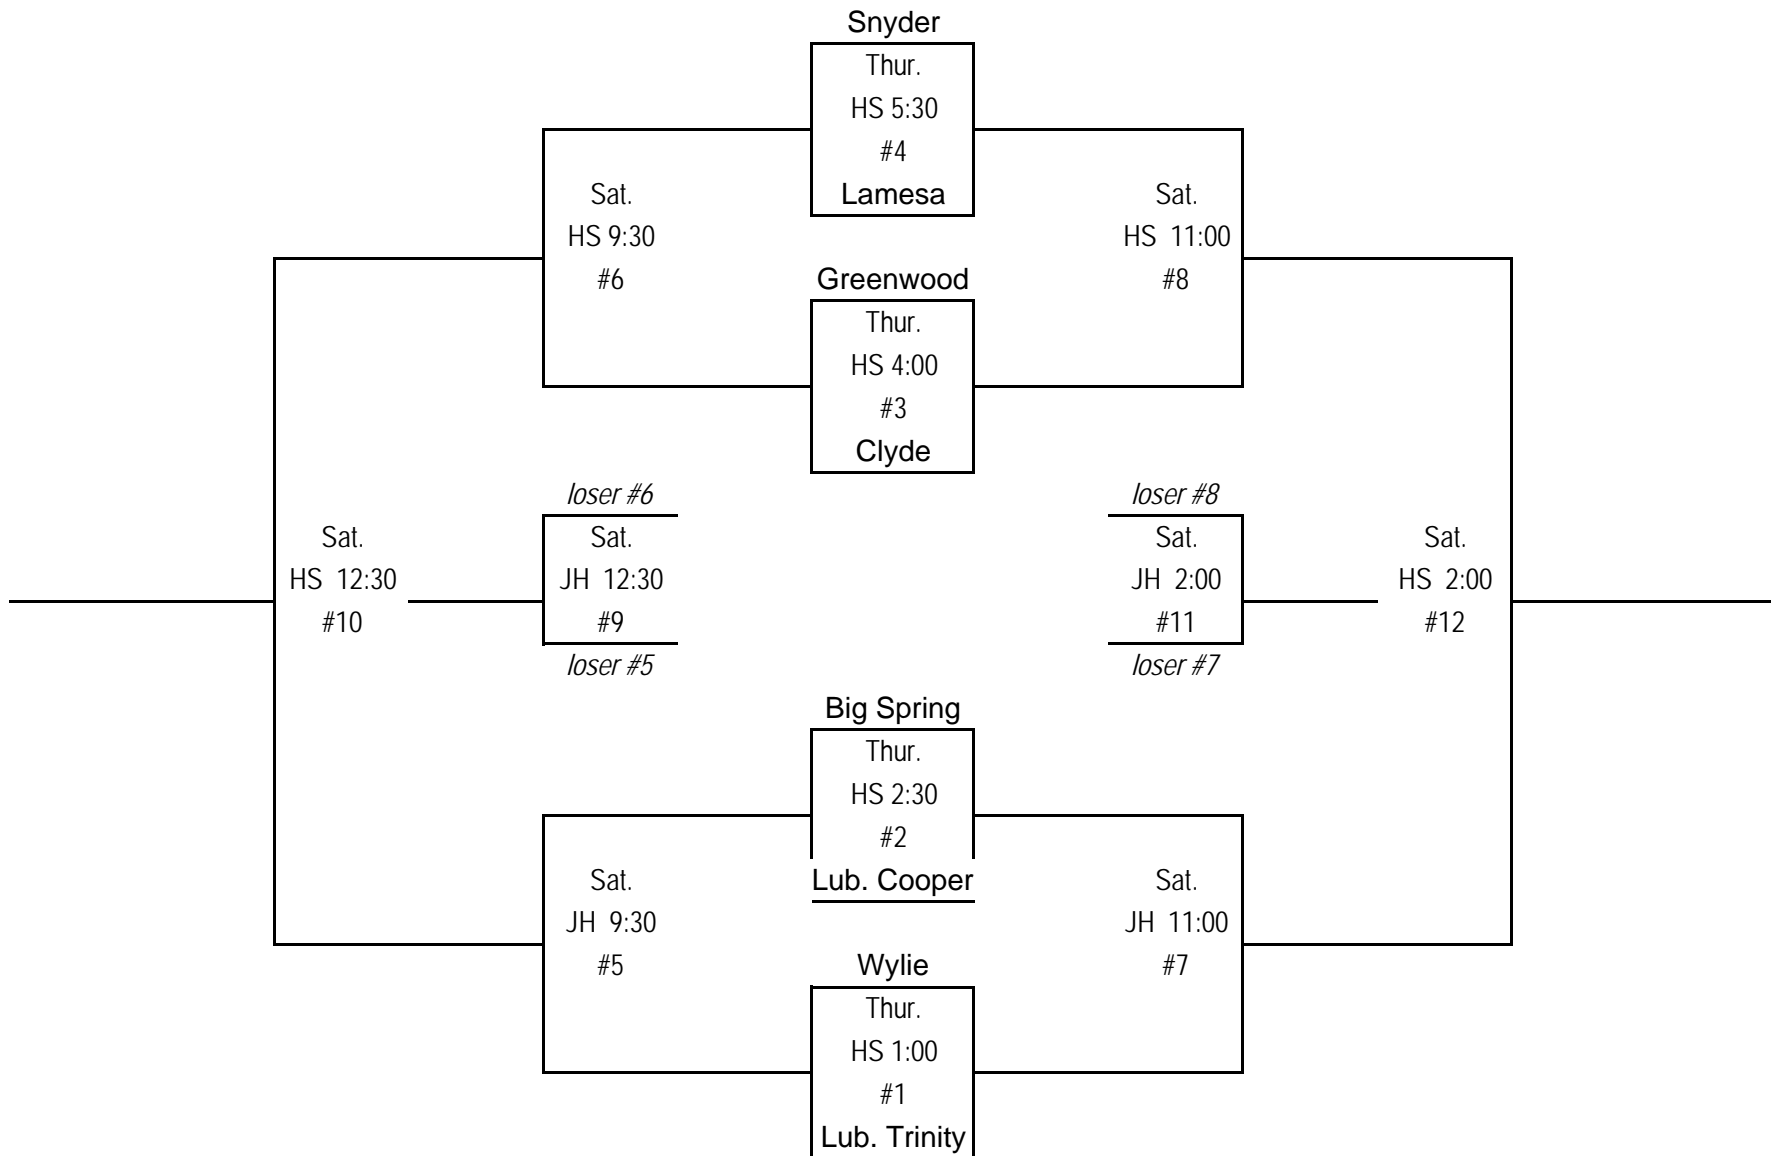 Snyder
Thur.
HS 5:30
#4
Lamesa
Sat.
HS 9:30
#6
Sat.
HS 11:00
#8
Greenwood
Thur.
HS 4:00
#3
Clyde
loser #6
Sat.
JH 12:30
#9
loser #5
loser #8
Sat.
JH 2:00
#11
loser #7
Sat.
HS 12:30
#10
Sat.
HS 2:00
#12
Big Spring
Thur.
HS 2:30
#2
Lub. Cooper
Sat.
JH 9:30
#5
Sat.
JH 11:00
#7
Wylie
Thur.
HS 1:00
#1
Lub. Trinity